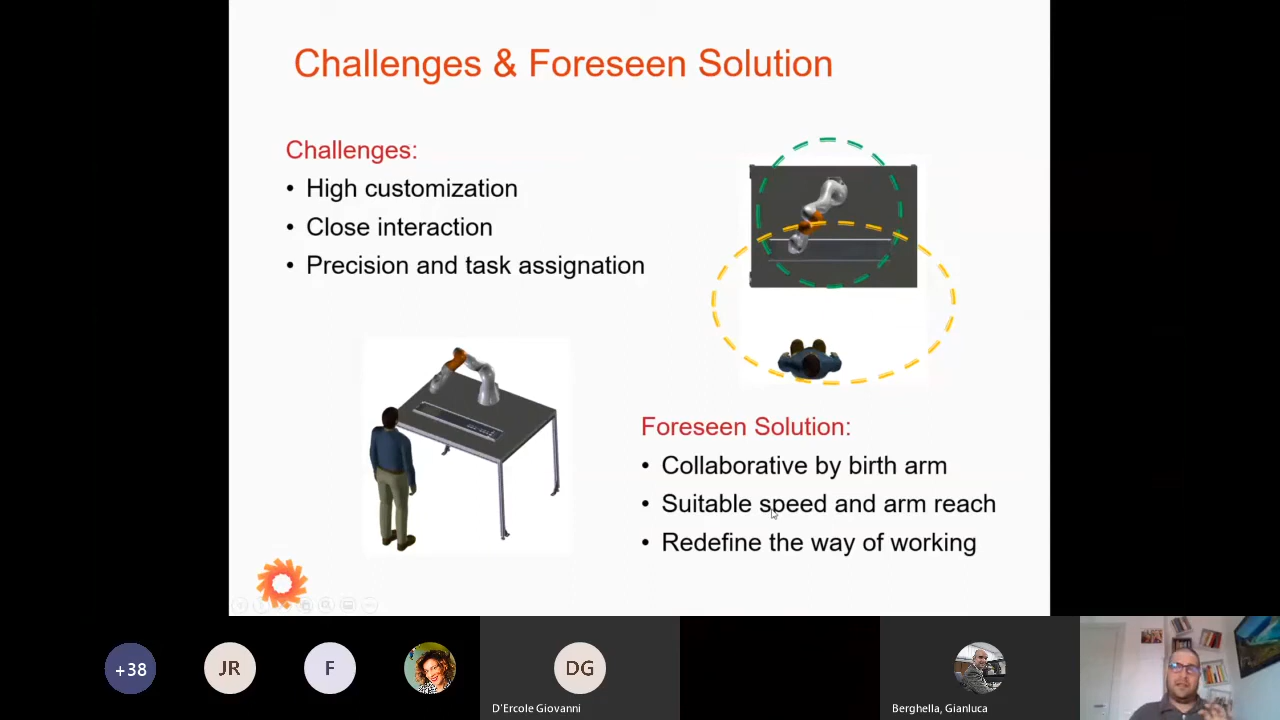 Challenges & Foreseen Solution
Challenges:
• High customization
• Close interaction
• Precision and task assignation
Foreseen Solution:
• Collaborative by birth arm
• Suitable speed and arm reach
• Redefine the way of working
+38
JR
F
DG
D'Ercole Giovanni
Berghella, Gianluca